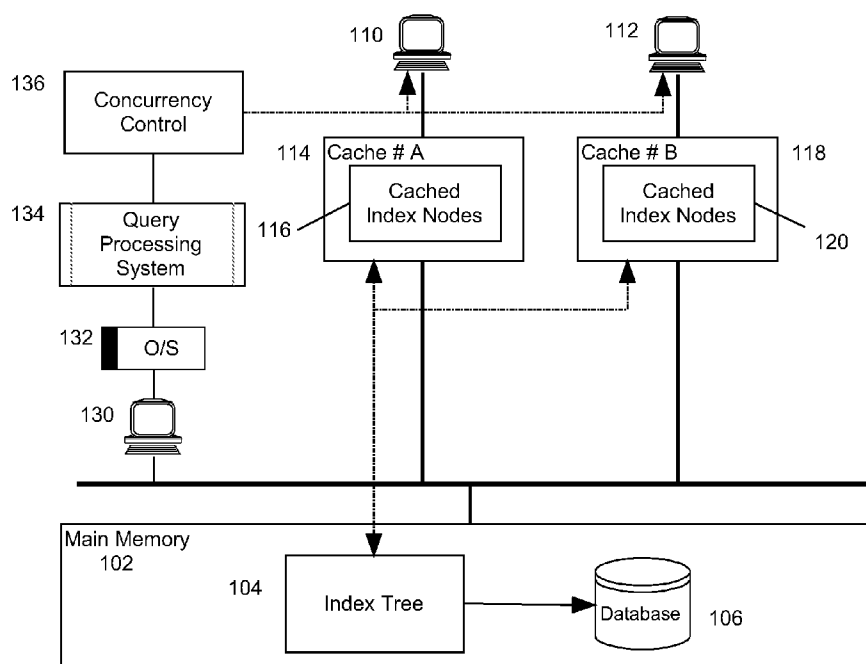 110
112
136
Concurrency
Control
114
Cache # A
Cache # B
118
Cached
Index Nodes
Cached
Index Nodes
116
120
134
Query
Processing
System
132
O/S
130
Main Memory
102
104
Index Tree
Database
106